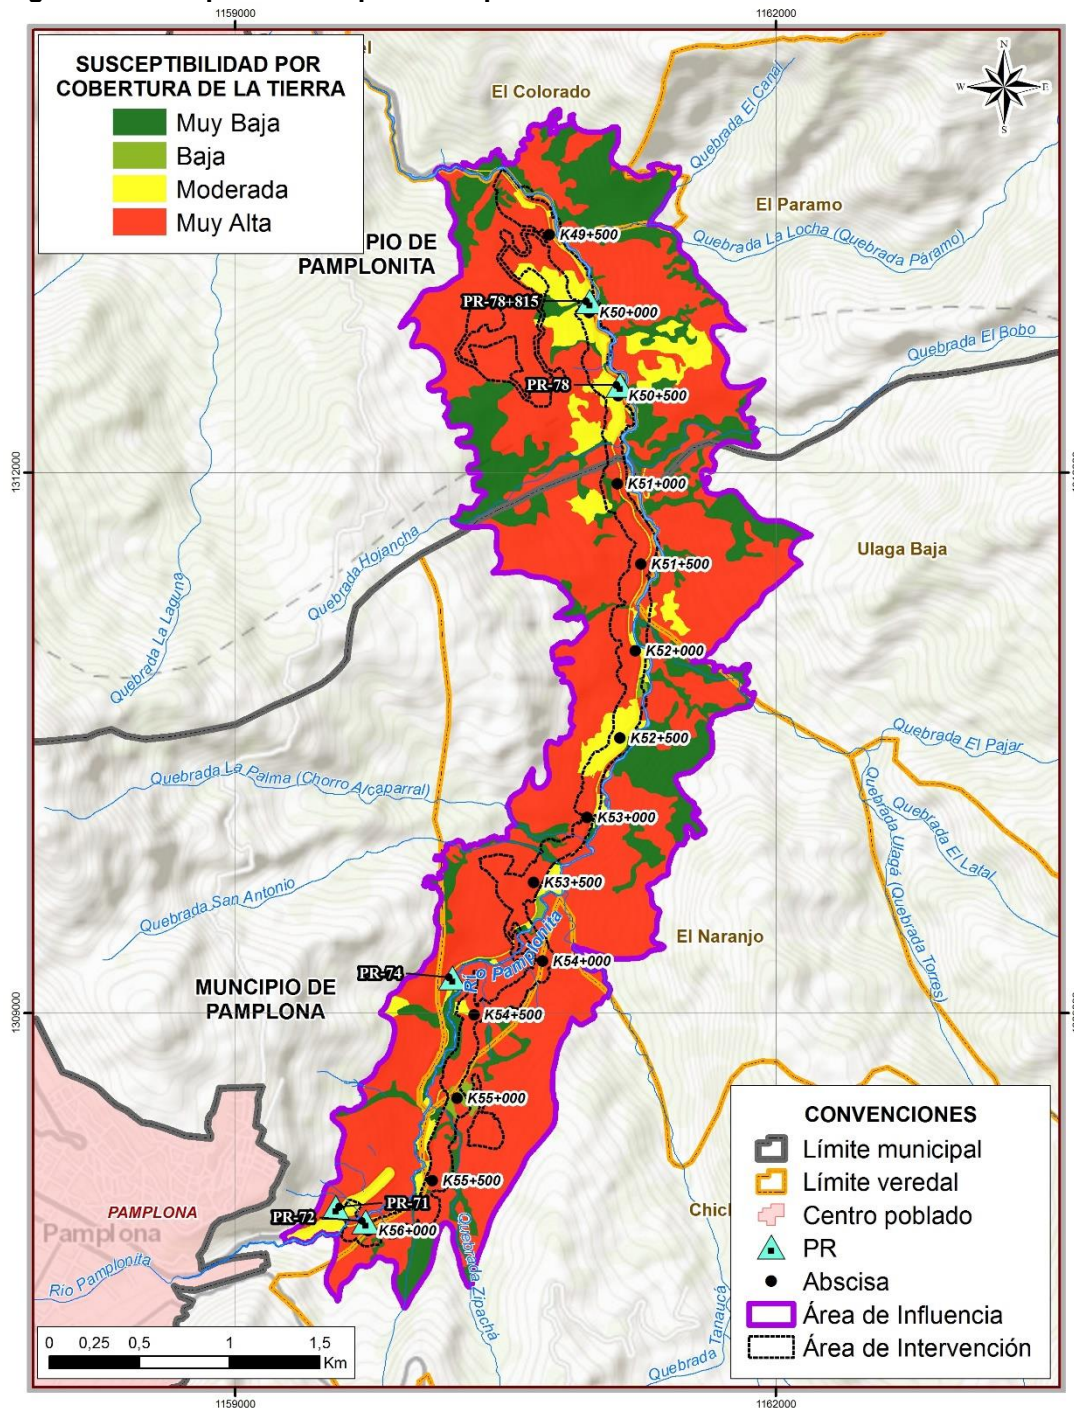 1159000
1162000
SUSCEPTIBILIDAD POR
COBERTURA DE LA TIERRA
Muy Baja
Baja
Moderada
Muy Alta
El Colorado
Quebrada El Canal
El Paramo
Quebrada La Locha (Quebrada Páramo)
PIO DE
PAMPLONITA
K49+500
PR-78+815
K50+000
Quebrada El Bobo
PR-78
K50+500
1312000
K51+000
Quebrada Hojancha
Ulaga Baja
K51+500
Quebrada La Laguna
K52+000
K52+500
Quebrada El Pajar
Quebrada La Palma (Chorro Alcaparral)
K53+000
Quebrada El Latal
Quebrada Ulagá (Quebrada Torres)
K53+500
Quebrada San Antonio
Río Pamplonita
El Naranjo
K54+000
PR-74
MUNCIPIO DE
PAMPLONA
K54+500
1309000
K55+000
K55+500
PR-71
PR-72
K56+000
PAMPLONA
Pamplona
Rio Pamplonita
Quebrada Zipachá
Quebrada Tanaucá
CONVENCIONES
Límite municipal
Límite veredal
Centro poblado
PR
Abscisa
Área de Influencia
Área de Intervención
0 0,25 0,5 1 1,5
Km
N
W E
S
1159000
1162000